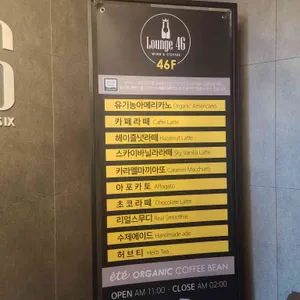 SIX
Lounge 46
WINE & COFFEE
46F
유기농아메리카노 Organic Americano
카페라떼 Caffe Latte
헤이즐넛라떼 Hazelnut Latte
스카이바닐라라떼 Sky Vanilla Latte
카라멜마끼아또 Caramel Macchiato
아포카토 Affogato
초코라떼 Chocolate Latte
리얼스무디 Real Smoothie
수제에이드 Handmade ade
허브티 Herb Tea
été ORGANIC COFFEE BEAN
OPEN AM 11:00 - CLOSE AM 02:00